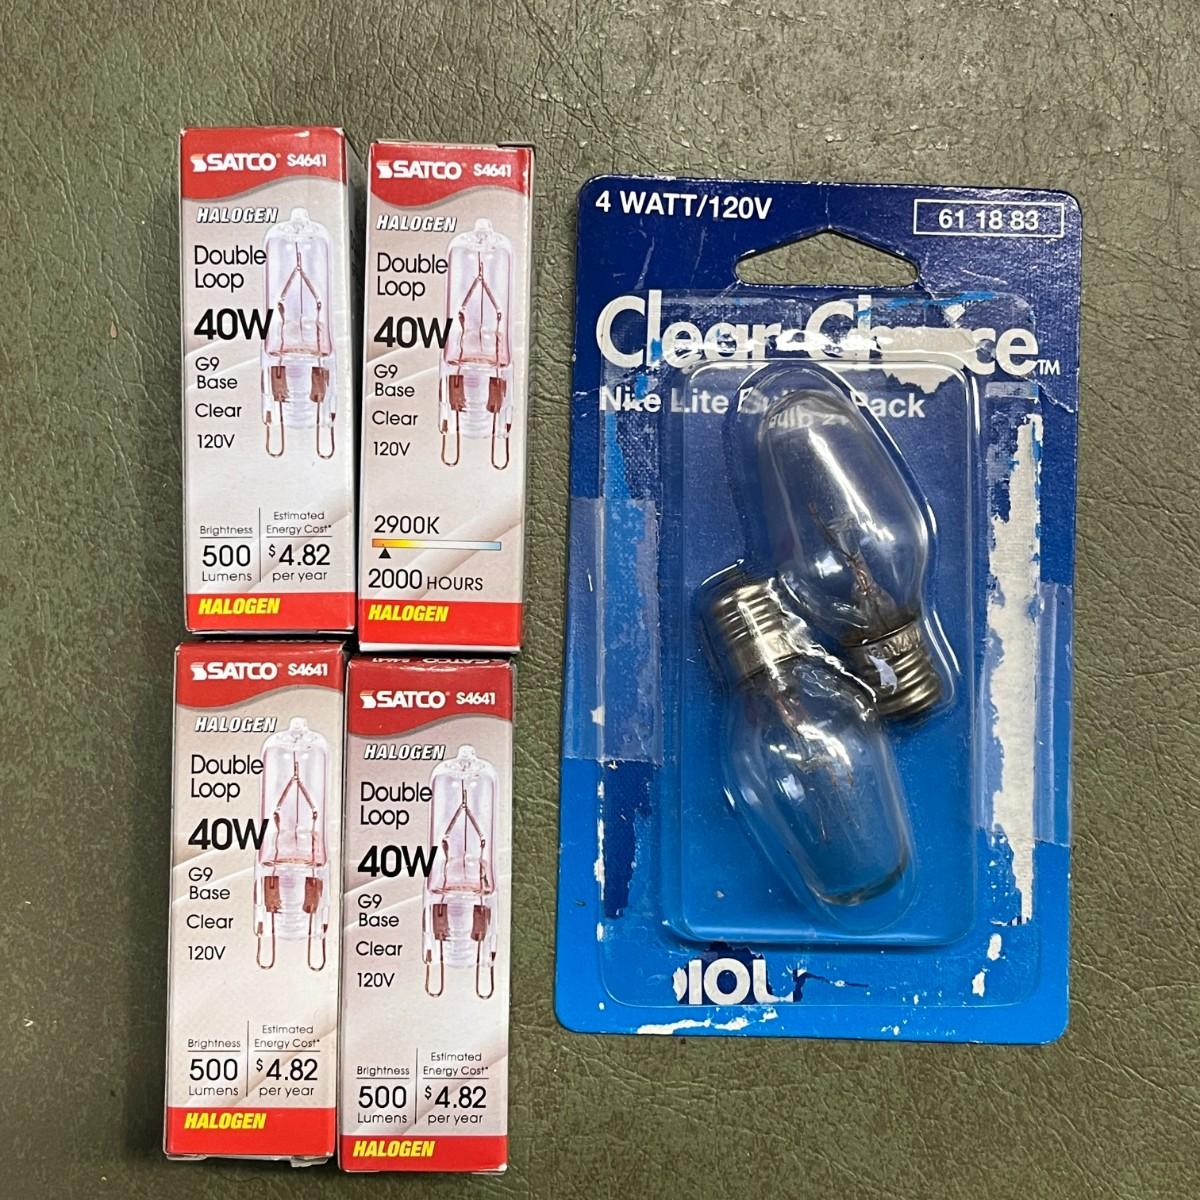 SATCO® S4641
HALOGEN
Double
Loop
40W
G9
Base
Clear
120V
Brightness
500
Lumens
Estimated
Energy Cost*
$4.82
per year
HALOGEN
SATCO® S4641
HALOGEN
Double
Loop
40W
G9
Base
Clear
120V
2900K
2000 HOURS
HALOGEN
SATCO® S4641
HALOGEN
Double
Loop
40W
G9
Base
Clear
120V
Brightness
500
Lumens
Estimated
Energy Cost*
$4.82
per year
HALOGEN
SATCO® S4641
HALOGEN
Double
Loop
40W
G9
Base
Clear
120V
Brightness
500
Lumens
Estimated
Energy Cost*
$4.82
per year
HALOGEN
4 WATT/120V
61 18 83
Clear Choice™
Nite Lite Bulb Pack